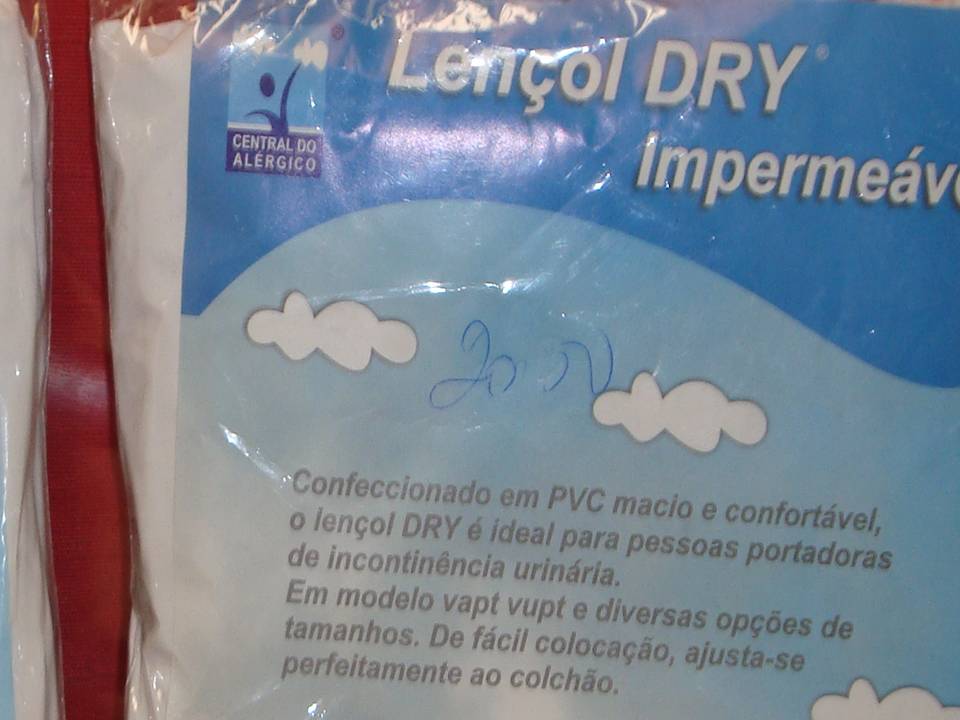 Lençol DRY®
Impermeáv
®
CENTRAL DO
ALÉRGICO
Confeccionado em PVC macio e confortável,
o lençol DRY é ideal para pessoas portadoras
de incontinência urinária.
Em modelo vapt vupt e diversas opções de
tamanhos. De fácil colocação, ajusta-se
perfeitamente ao colchão.